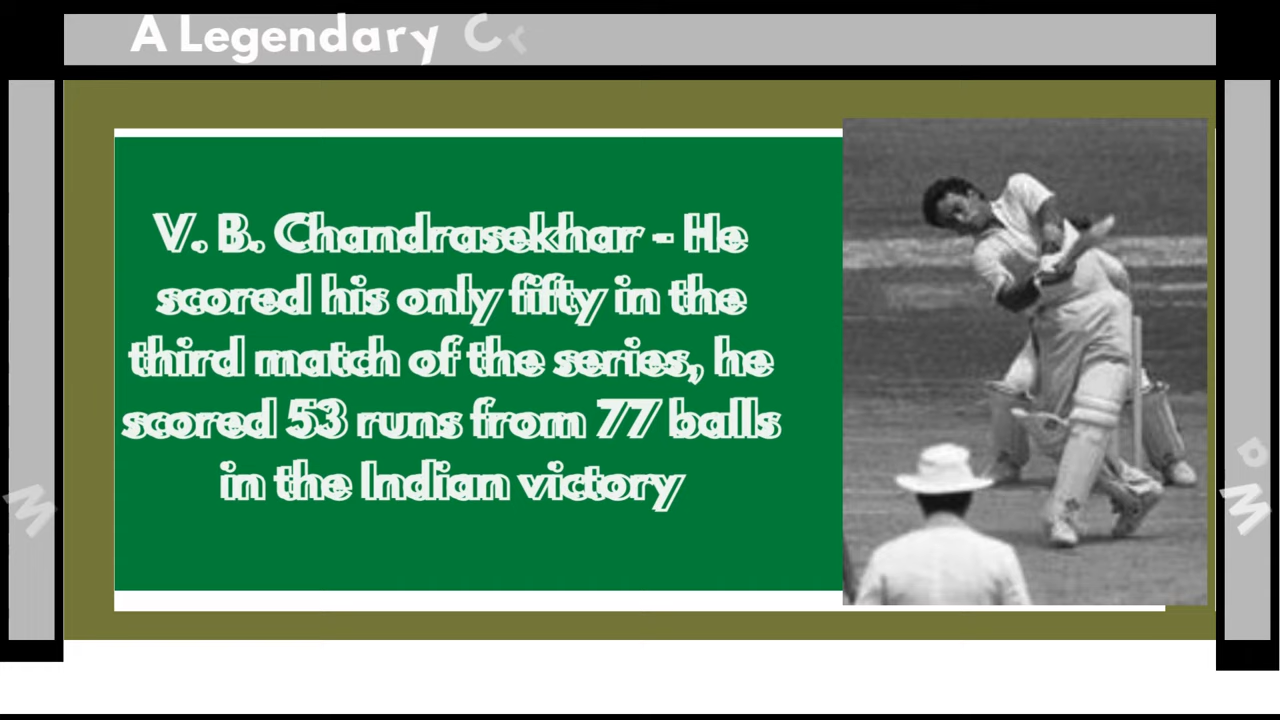 A Legendary
V. B. Chandrasekhar - He
scored his only fifty in the
third match of the series, he
scored 53 runs from 77 balls
in the Indian victory